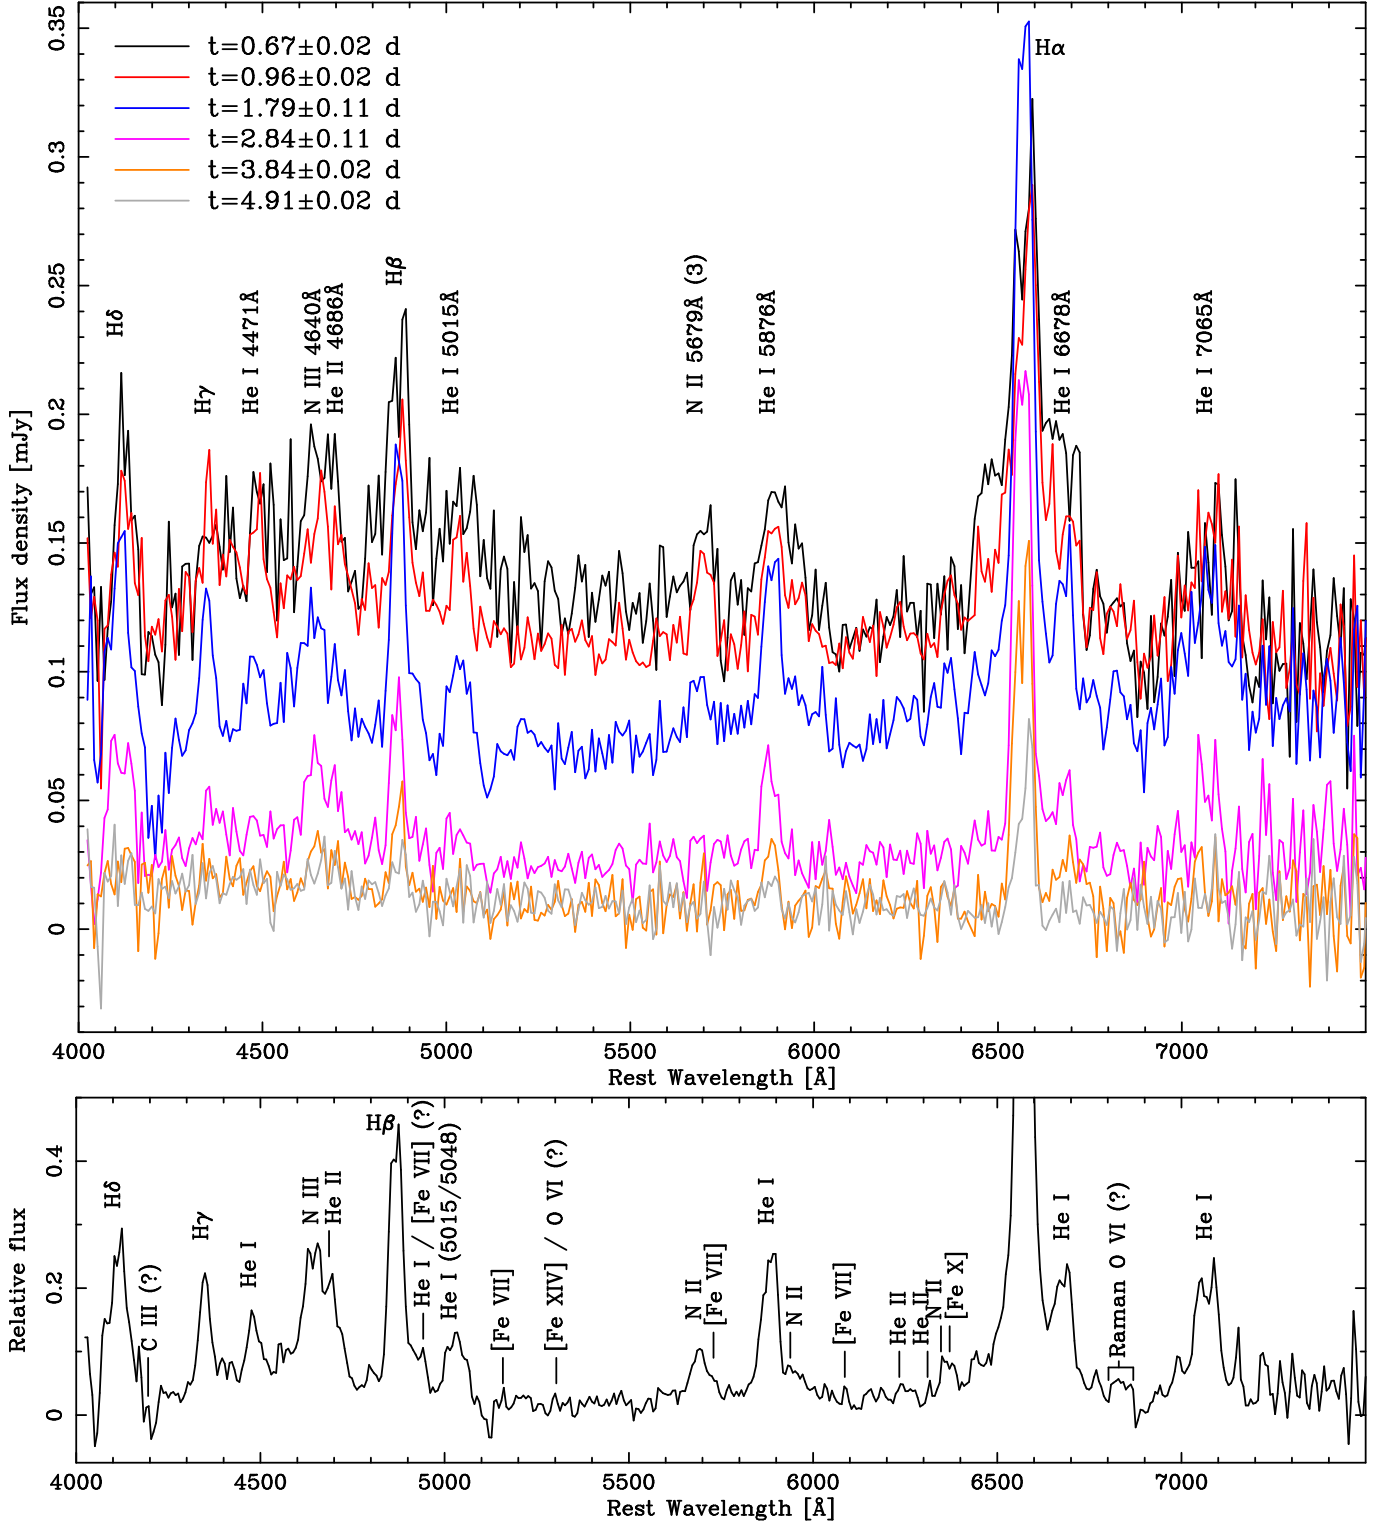 t=0.67±0.02 d
t=0.96±0.02 d
t=1.79±0.11 d
t=2.84±0.11 d
t=3.84±0.02 d
t=4.91±0.02 d
Hδ
Hγ
He I 4471Å
N III 4640Å
He II 4686Å
Hβ
He I 5015Å
N II 5679Å (3)
He I 5876Å
Hα
He I 6678Å
He I 7065Å
Flux density [mJy]
0.35
0.3
0.25
0.2
0.15
0.1
0.05
0
4000 4500 5000 5500 6000 6500 7000
Rest Wavelength [Å]
Hδ
C III (?)
Hγ
He I
N III
He II
Hβ
He I / [Fe VII] (?)
He I (5015/5048)
[Fe VII]
[Fe XIV] / O VI (?)
N II
[Fe VII]
He I
N II
[Fe VII]
He II
He II
N II
[Fe X]
He I
Raman O VI (?)
He I
Relative flux
0.4
0.2
0
4000 4500 5000 5500 6000 6500 7000
Rest Wavelength [Å]